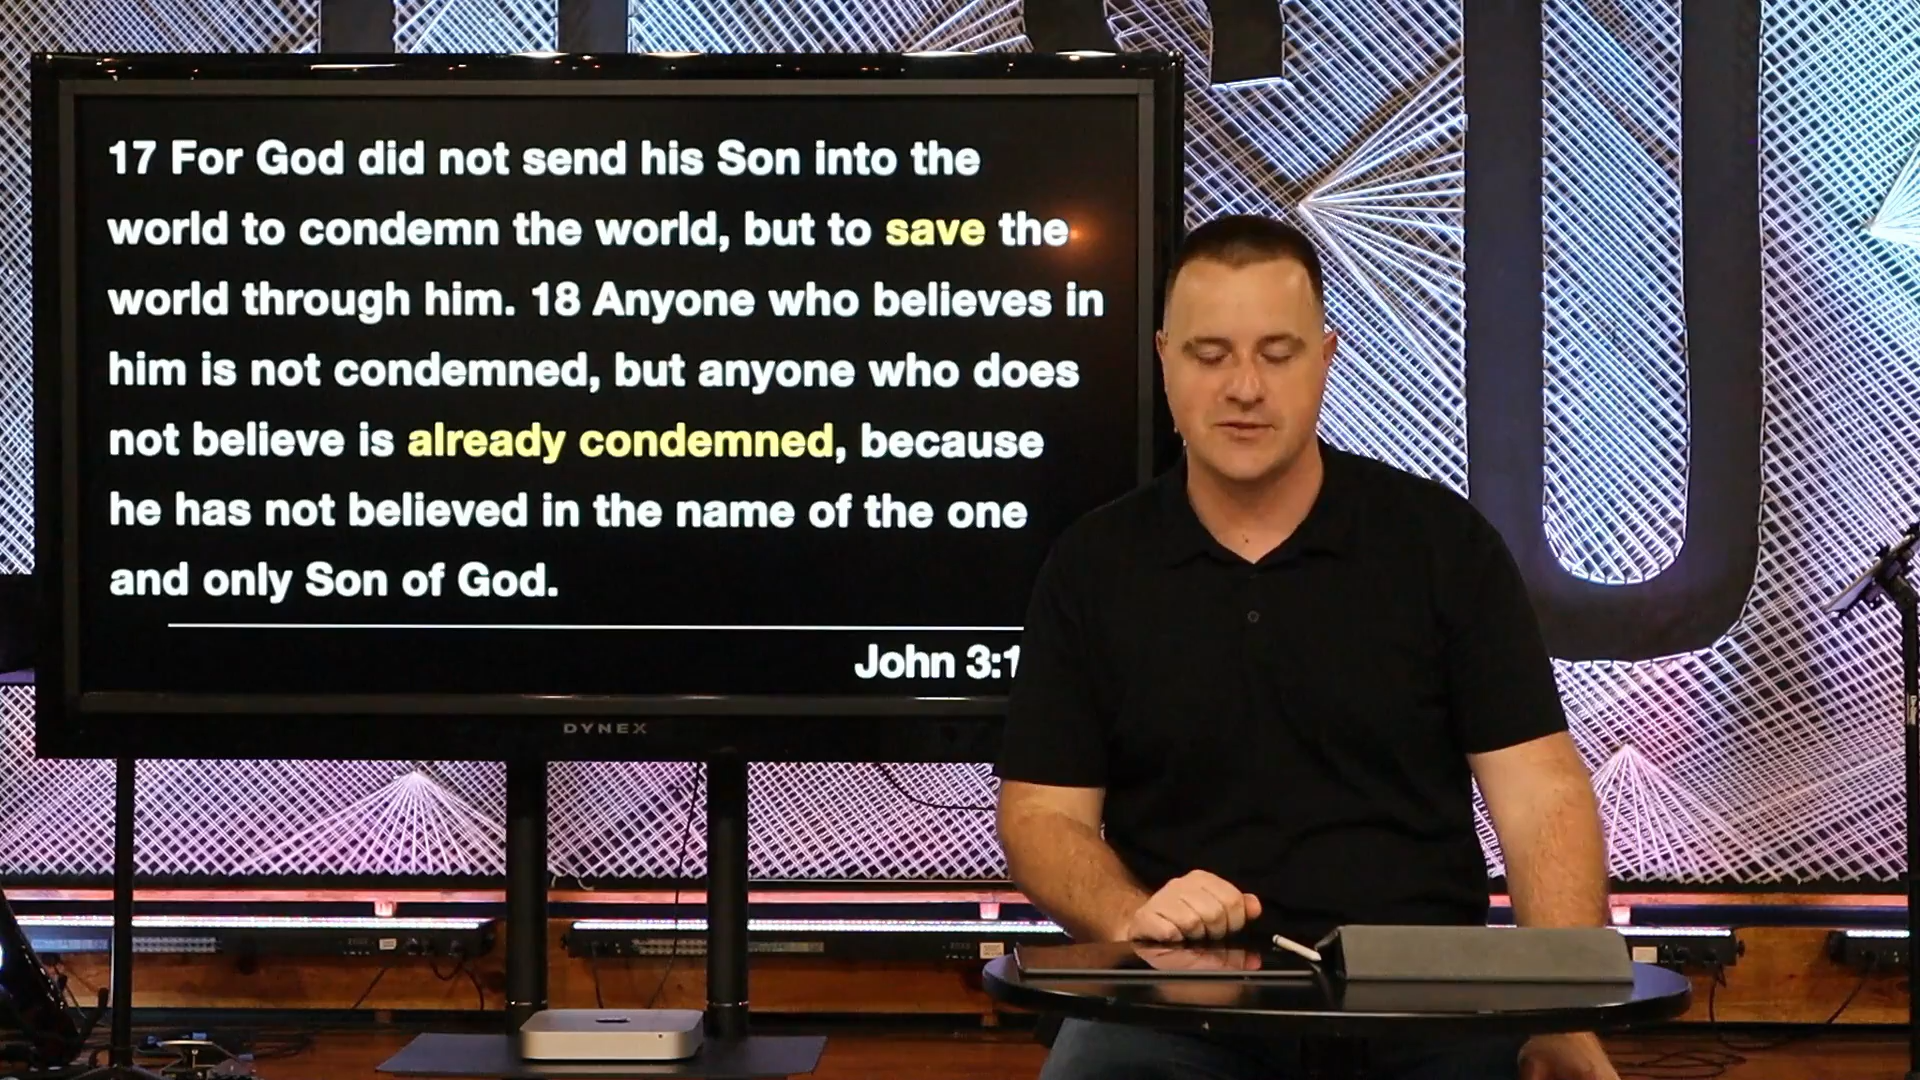 17 For God did not send his Son into the
world to condemn the world, but to save the
world through him. 18 Anyone who believes in
him is not condemned, but anyone who does
not believe is already condemned, because
he has not believed in the name of the one
and only Son of God.
John 3:1
DYNEX